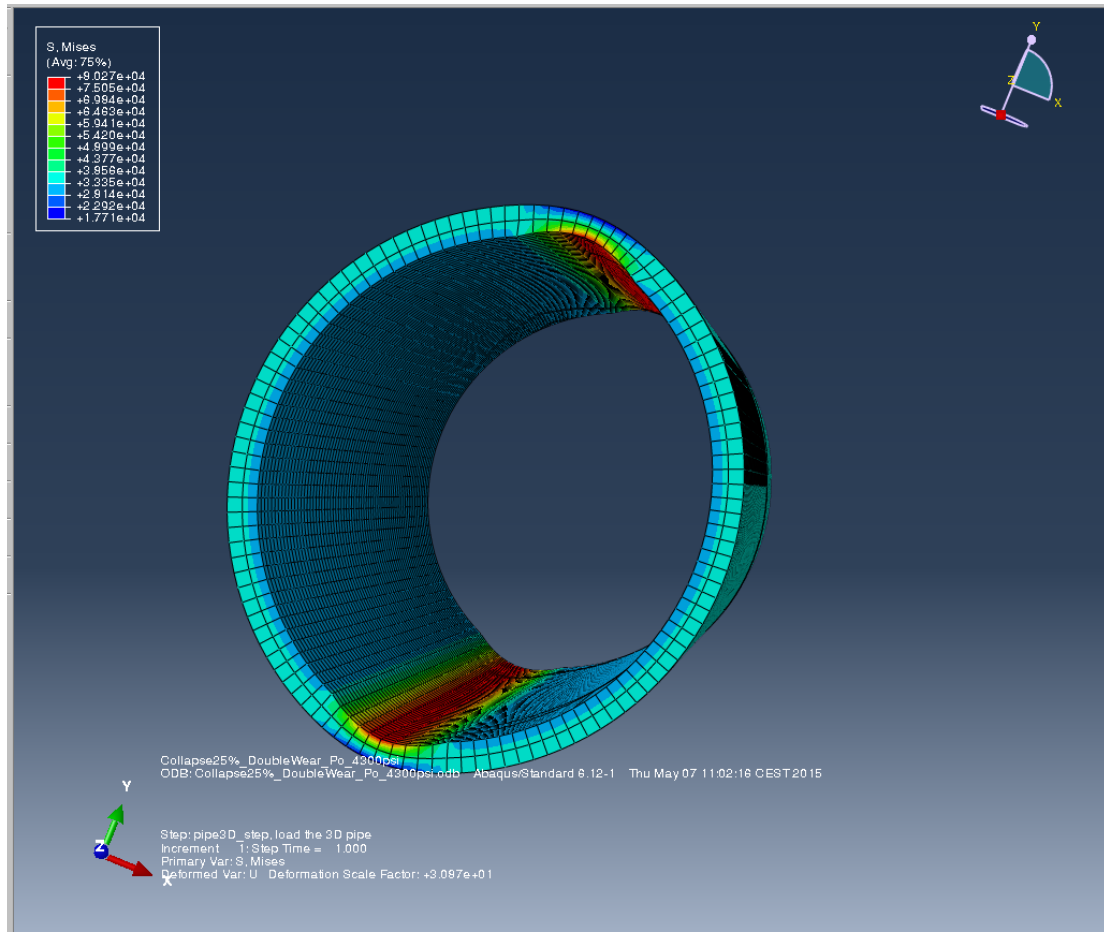 S, Mises
(Avg: 75%)
+9.027e+04
+7.505e+04
+6.984e+04
+6.463e+04
+5.941e+04
+5.420e+04
+4.899e+04
+4.377e+04
+3.856e+04
+3.335e+04
+2.814e+04
+2.292e+04
+1.771e+04
Y
Z
X
Collapse25%_DoubleWear_Po_4300psi
ODB: Collapse25%_DoubleWear_Po_4300psi.odb Abaqus/Standard 6.12-1 Thu May 07 11:02:16 CEST 2015
Y
Step: pipe3D_step, load the 3D pipe
Z
Increment 1: Step Time = 1.000
Primary Var: S, Mises
X
Deformed Var: U Deformation Scale Factor: +3.097e+01